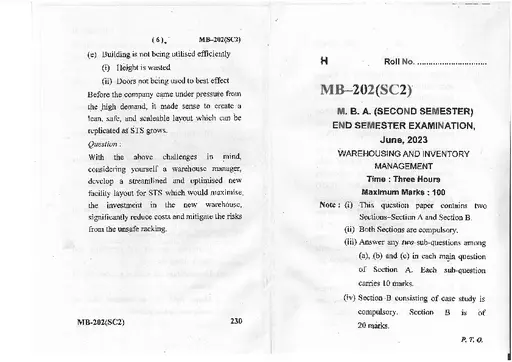 ( 6 ) MB-202(SC2)
(e) Building is not being utilised efficiently
(i) Height is wasted
(ii) Doors not being used to best effect
Before the company came under pressure from
the high demand, it made sense to create a
lean, safe, and scaleable layout which can be
replicated as STS grows.
Question :
With the above challenges in mind,
considering yourself a warehouse manager,
develop a streamlined and optimised new
facility layout for STS which would maximise,
the investment in the new warehouse,
significantly reduce costs and mitigate the risks
from the unsafe racking.
MB-202(SC2) 230
H Roll No. ..............................
MB–202(SC2)
M. B. A. (SECOND SEMESTER)
END SEMESTER EXAMINATION,
June, 2023
WAREHOUSING AND INVENTORY
MANAGEMENT
Time : Three Hours
Maximum Marks : 100
Note : (i) This question paper contains two
Sections–Section A and Section B.
(ii) Both Sections are compulsory.
(iii) Answer any two sub-questions among
(a), (b) and (c) in each main question
of Section A. Each sub-question
carries 10 marks.
(iv) Section B consisting of case study is
compulsory. Section B is of
20 marks.
P. T. O.